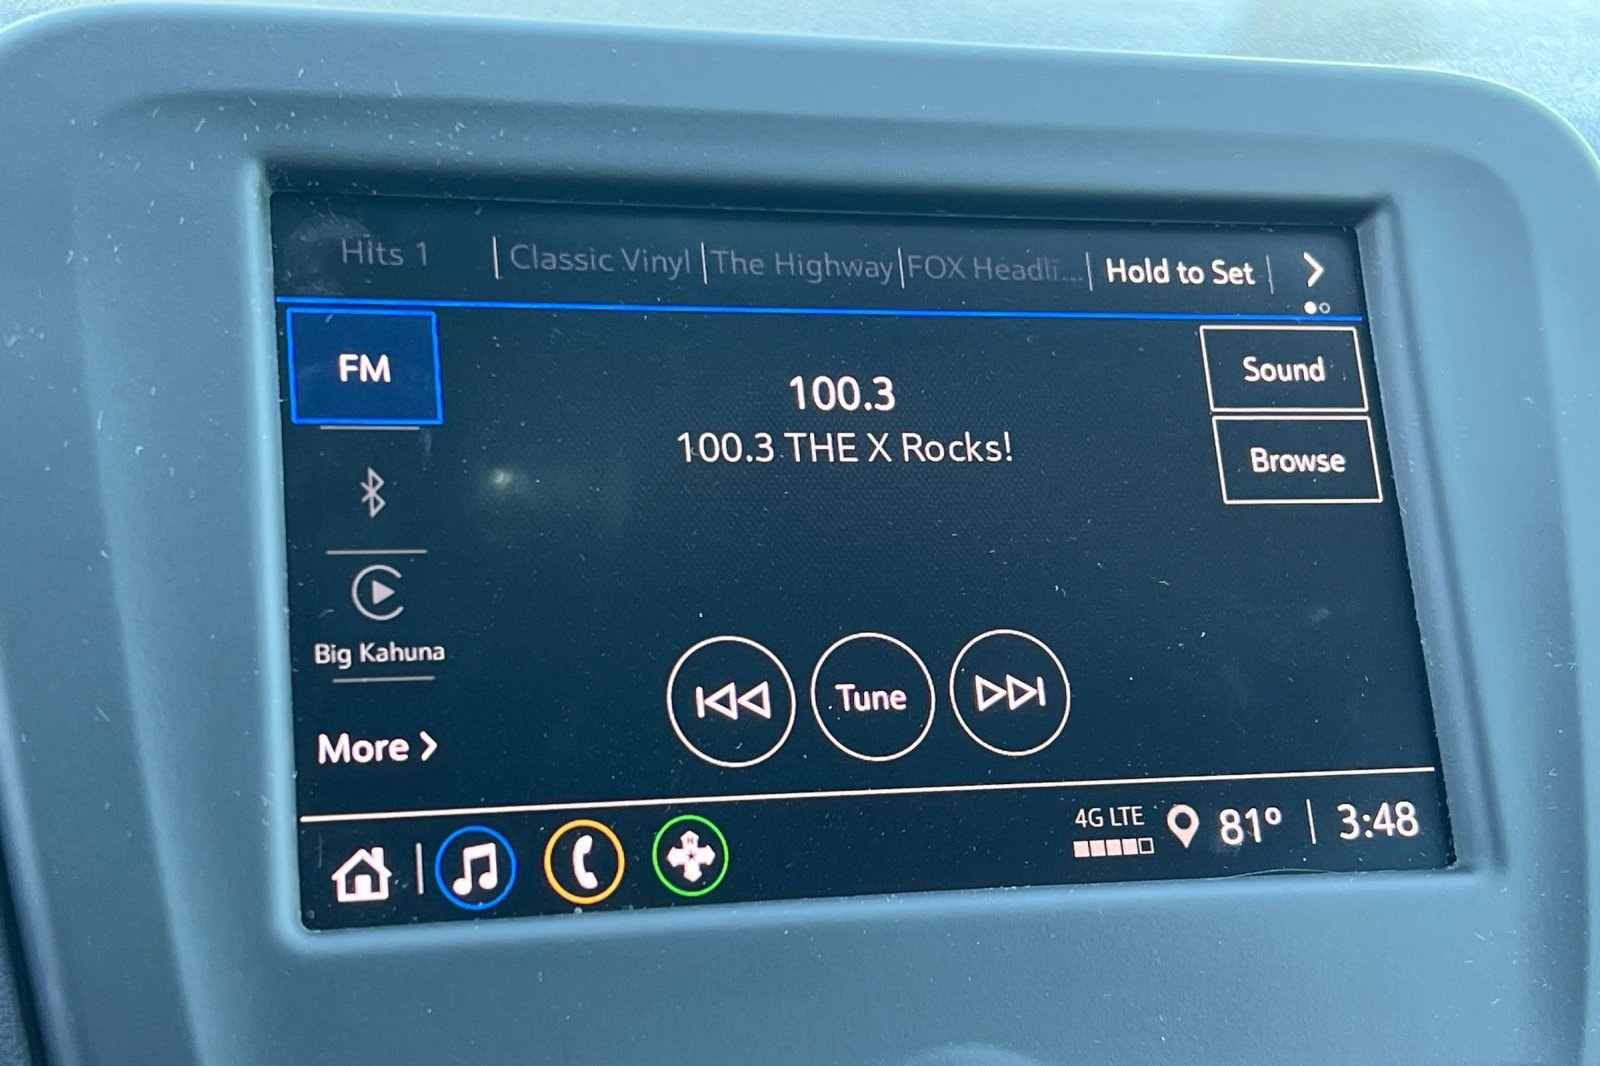 Hits 1
Classic Vinyl
The Highway
FOX Headli...
Hold to Set
FM
100.3
100.3 THE X Rocks!
Sound
Browse
Big Kahuna
Tune
More
4G LTE
81°
3:48